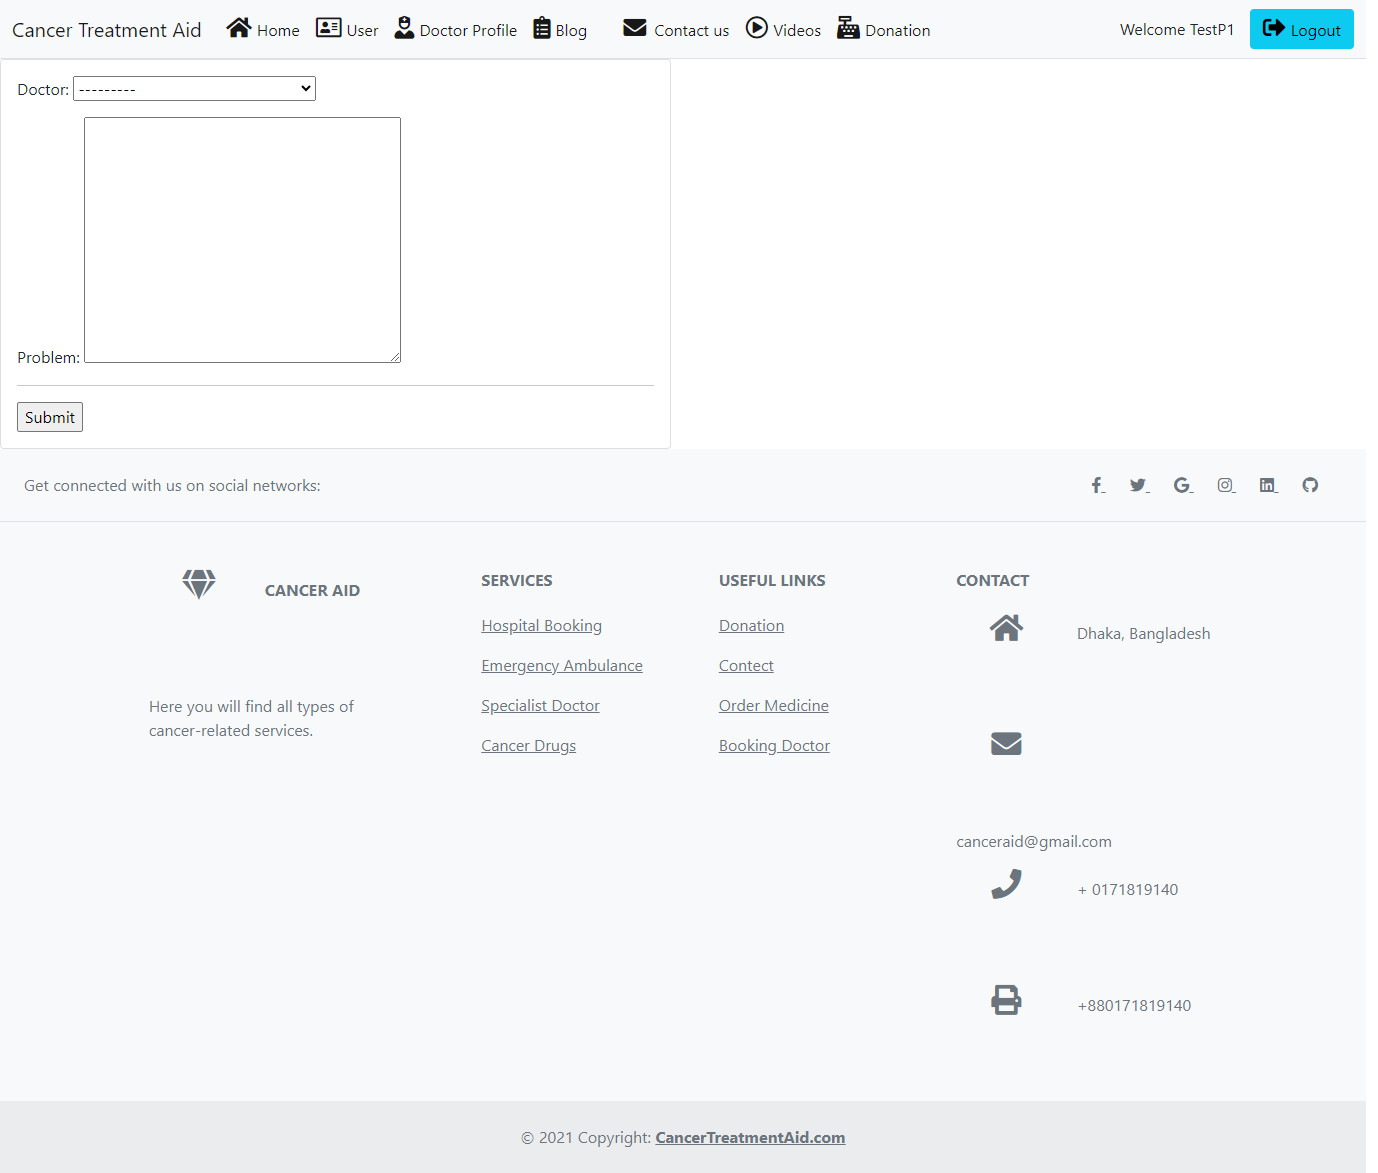 Cancer Treatment Aid Home User Doctor Profile Blog Contact us Videos Donation Welcome TestP1 Logout
Doctor: ---------
Problem:
Submit
Get connected with us on social networks:
CANCER AID
Here you will find all types of
cancer-related services.
SERVICES
Hospital Booking
Emergency Ambulance
Specialist Doctor
Cancer Drugs
USEFUL LINKS
Donation
Contect
Order Medicine
Booking Doctor
CONTACT
Dhaka, Bangladesh
canceraid@gmail.com
+ 0171819140
+880171819140
© 2021 Copyright: CancerTreatmentAid.com